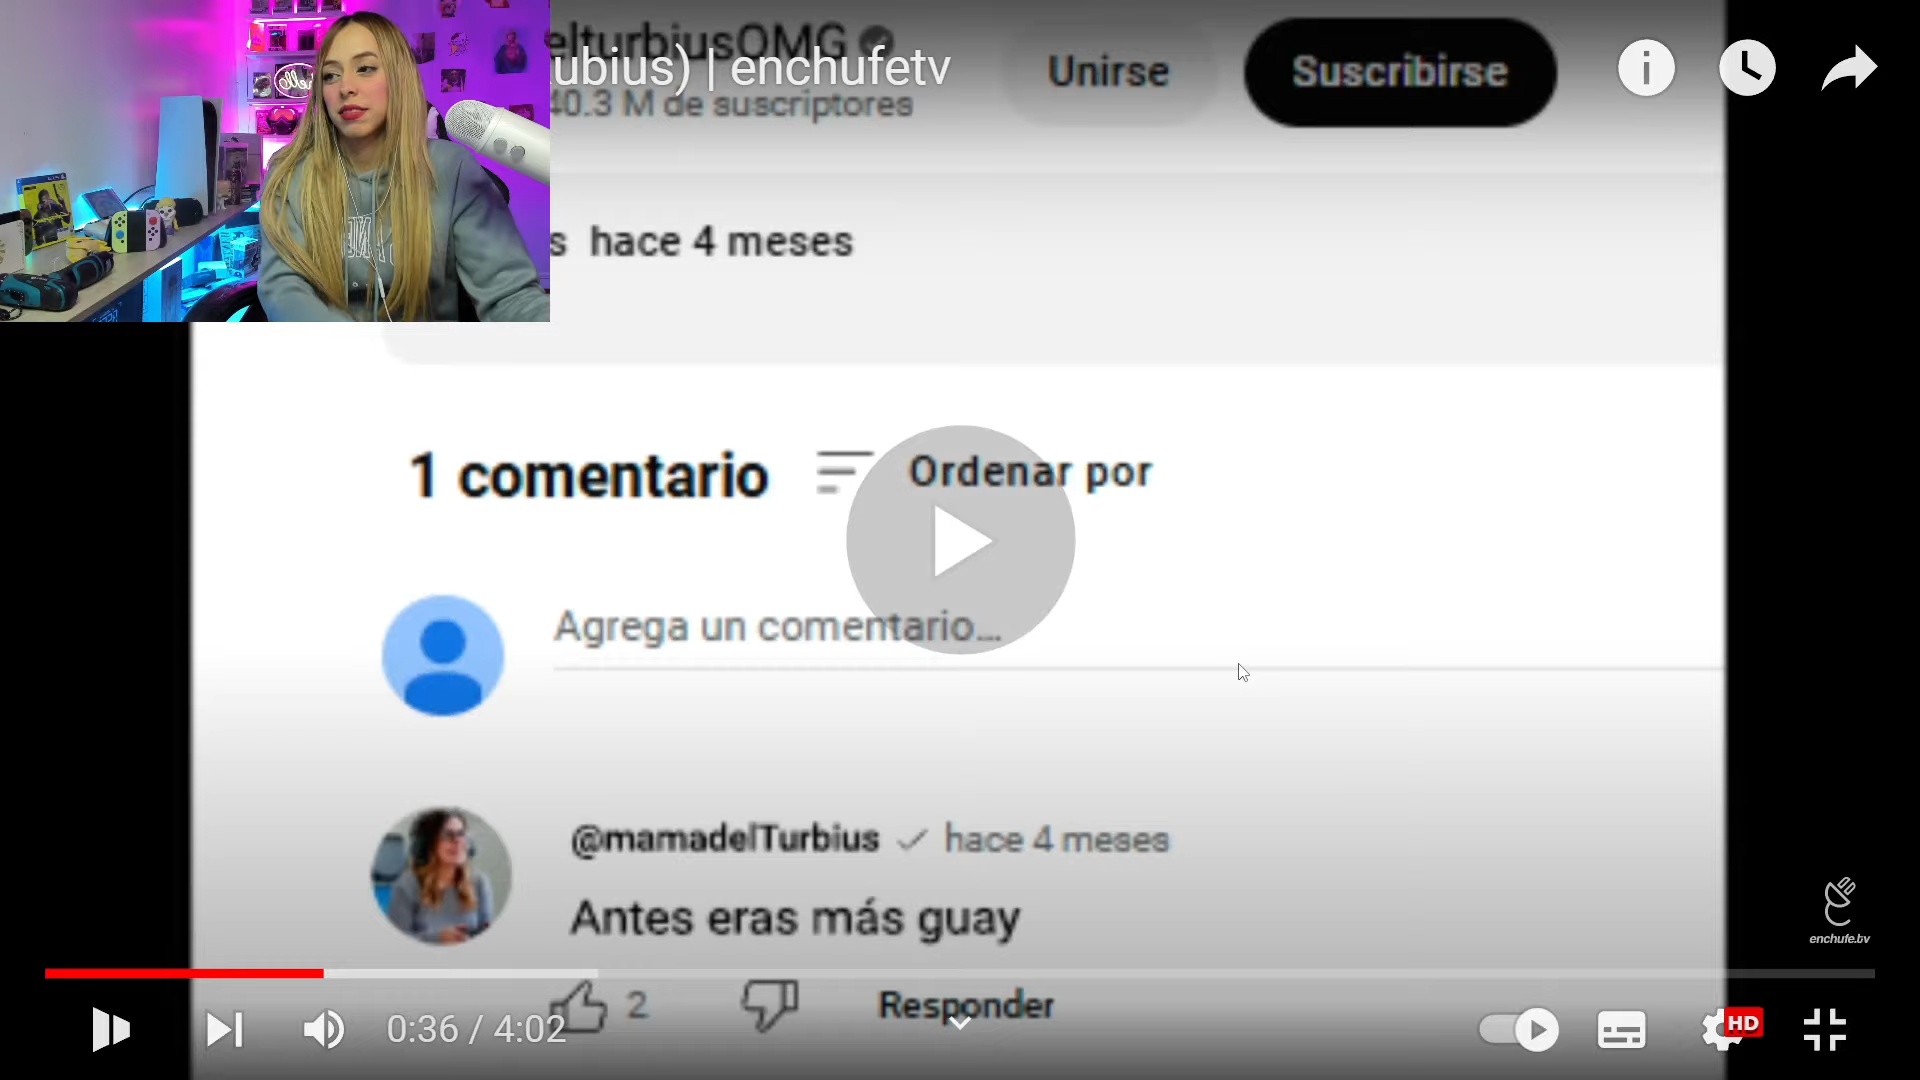 elturbiusOMG
ubius) | enchufetv
40.3 M de suscriptores
Unirse
Suscribirse
s hace 4 meses
1 comentario
Ordenar por
Agrega un comentario...
@mamadelTurbius hace 4 meses
Antes eras más guay
2
Responder
0:36 / 4:02
HD
enchufe.tv